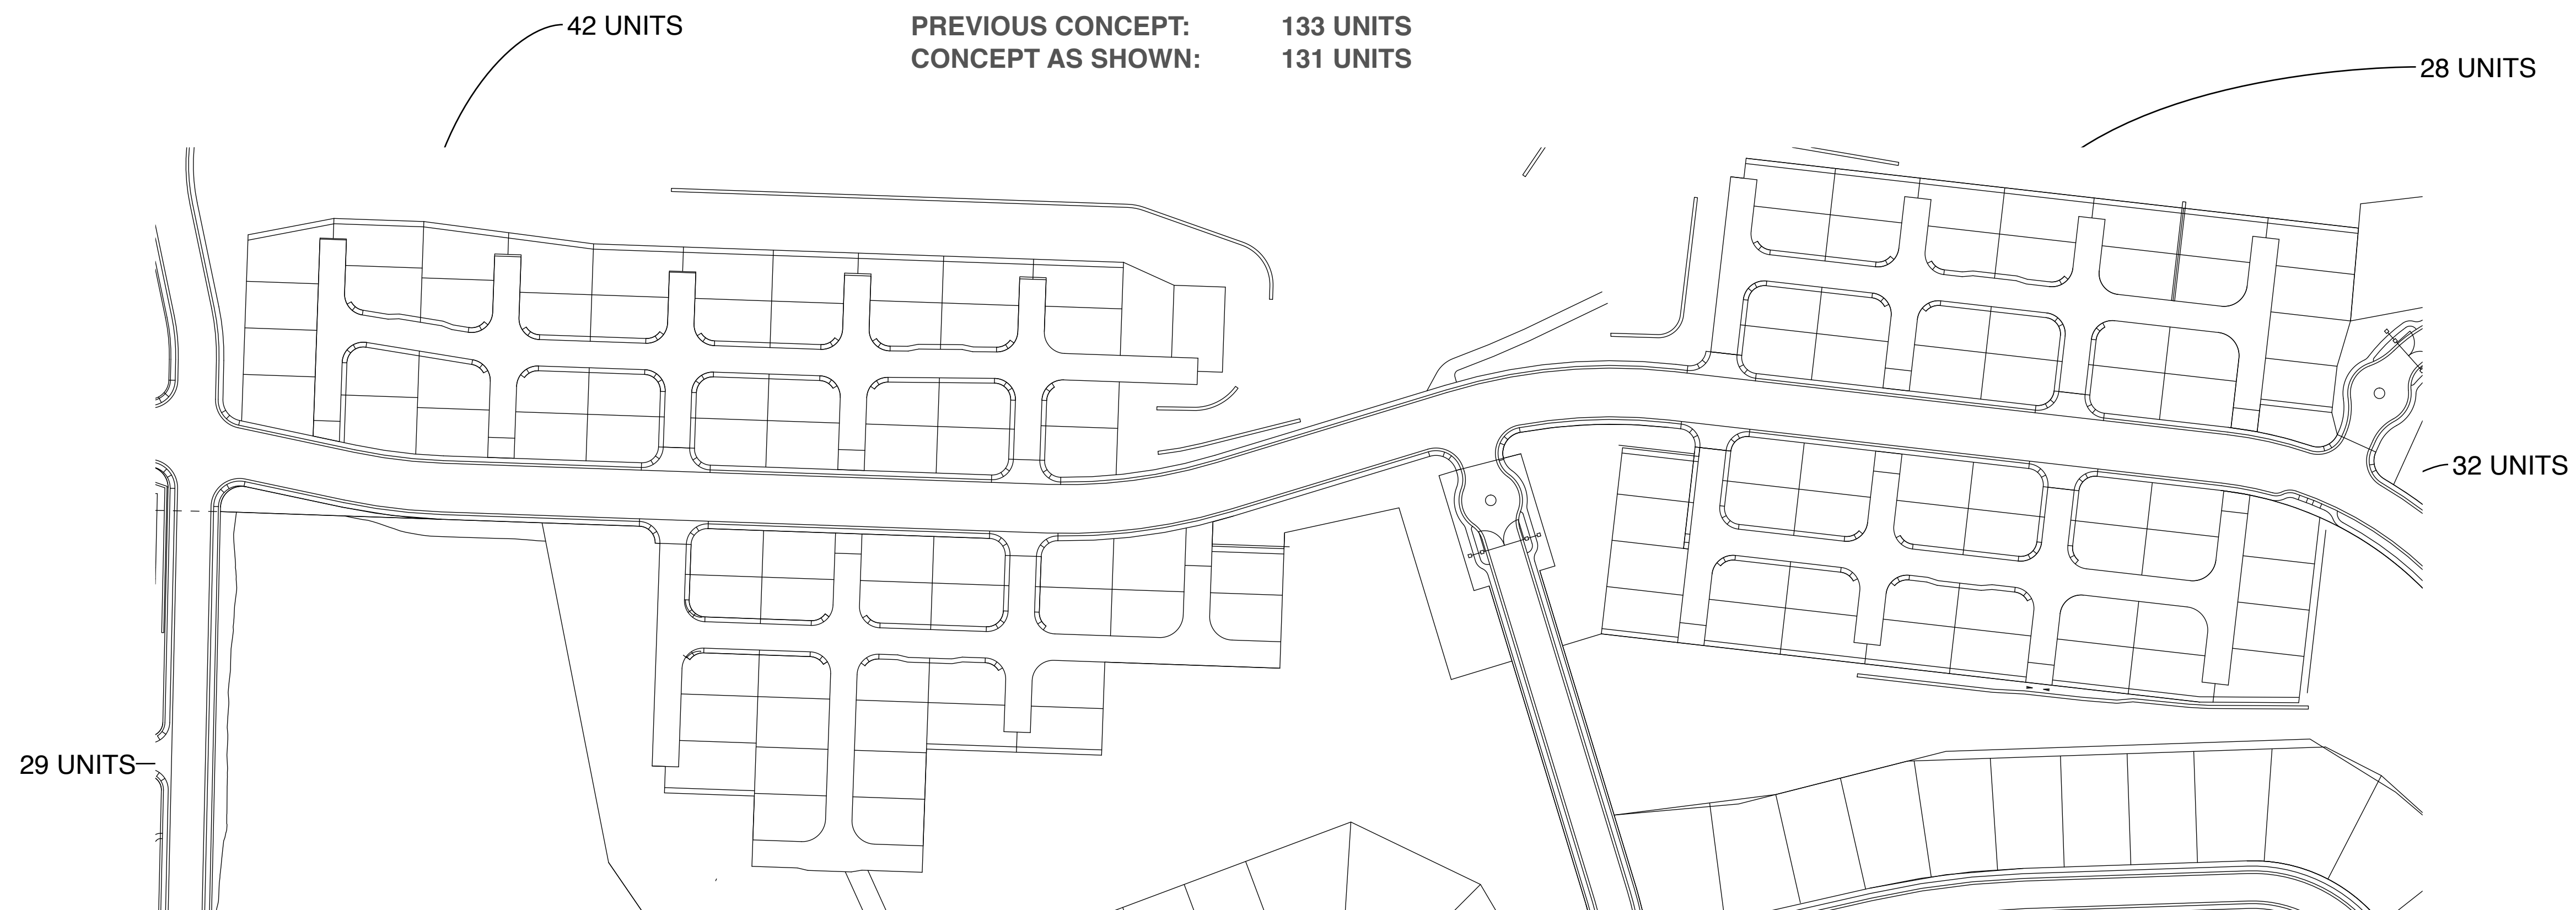 42 UNITS
PREVIOUS CONCEPT: 133 UNITS
CONCEPT AS SHOWN: 131 UNITS
28 UNITS
32 UNITS
29 UNITS